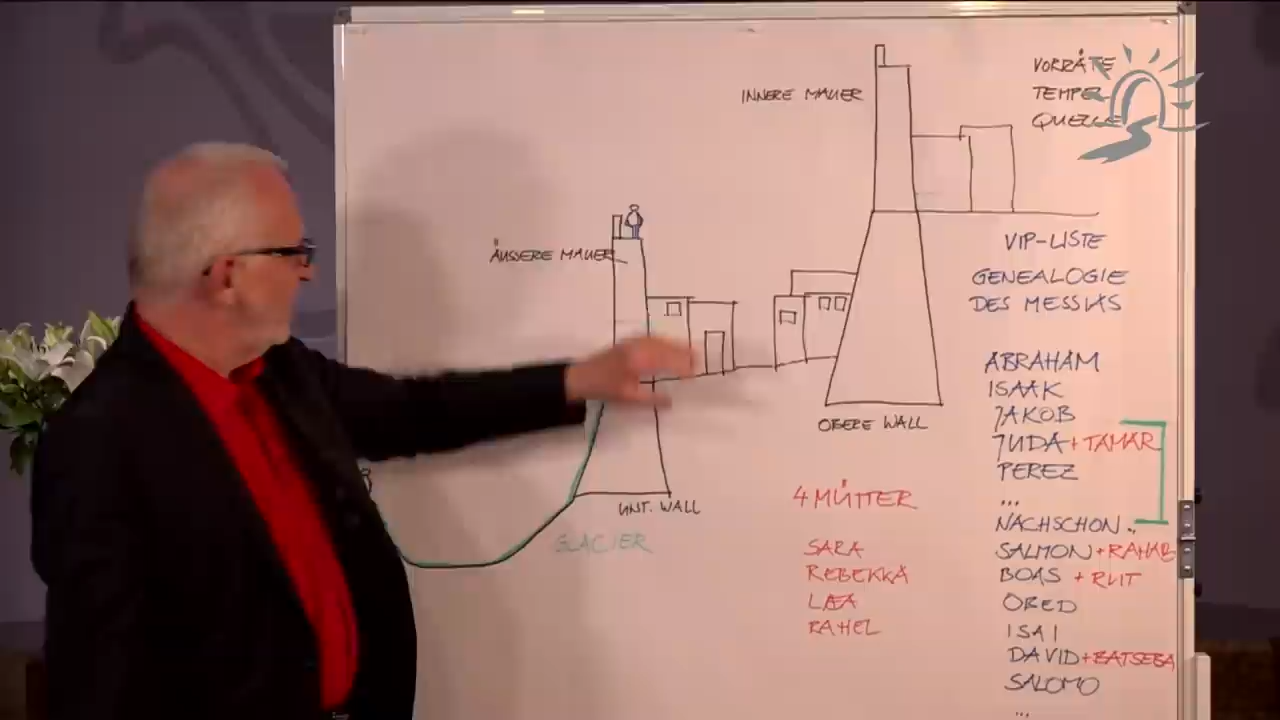 INNERE MAUER
VORRÄTE
TEMPEL
QUELLE
ÄUSSERE MAUER
OBERE WALL
UNT. WALL
GLACIER
4 MÜTTER
SARA
REBEKKA
LEA
RAHEL
VIP-LISTE
GENEALOGIE
DES MESSIAS
ABRAHAM
ISAAK
JAKOB
JUDA + TAMAR
PEREZ
...
NACHSCHON
SALMON + RAHAB
BOAS + RUT
OBED
ISAI
DAVID + BATSEBA
SALOMO
...